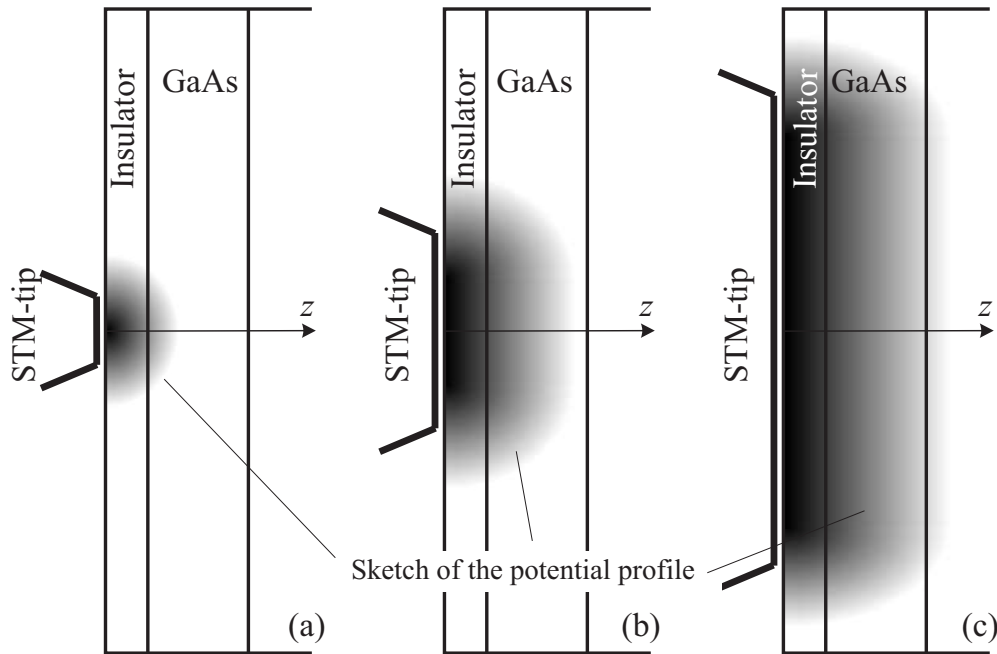 STM-tip
Insulator
GaAs
z
(a)
STM-tip
Insulator
GaAs
z
(b)
STM-tip
Insulator
GaAs
z
(c)
Sketch of the potential profile